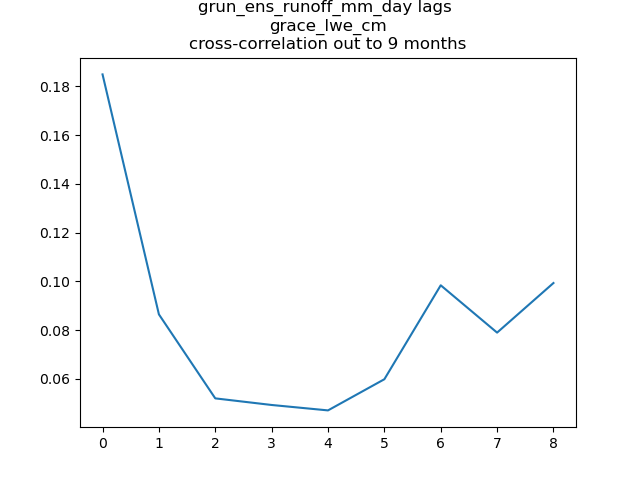 grun_ens_runoff_mm_day lags
grace_lwe_cm
cross-correlation out to 9 months
0.18
0.16
0.14
0.12
0.10
0.08
0.06
0 1 2 3 4 5 6 7 8